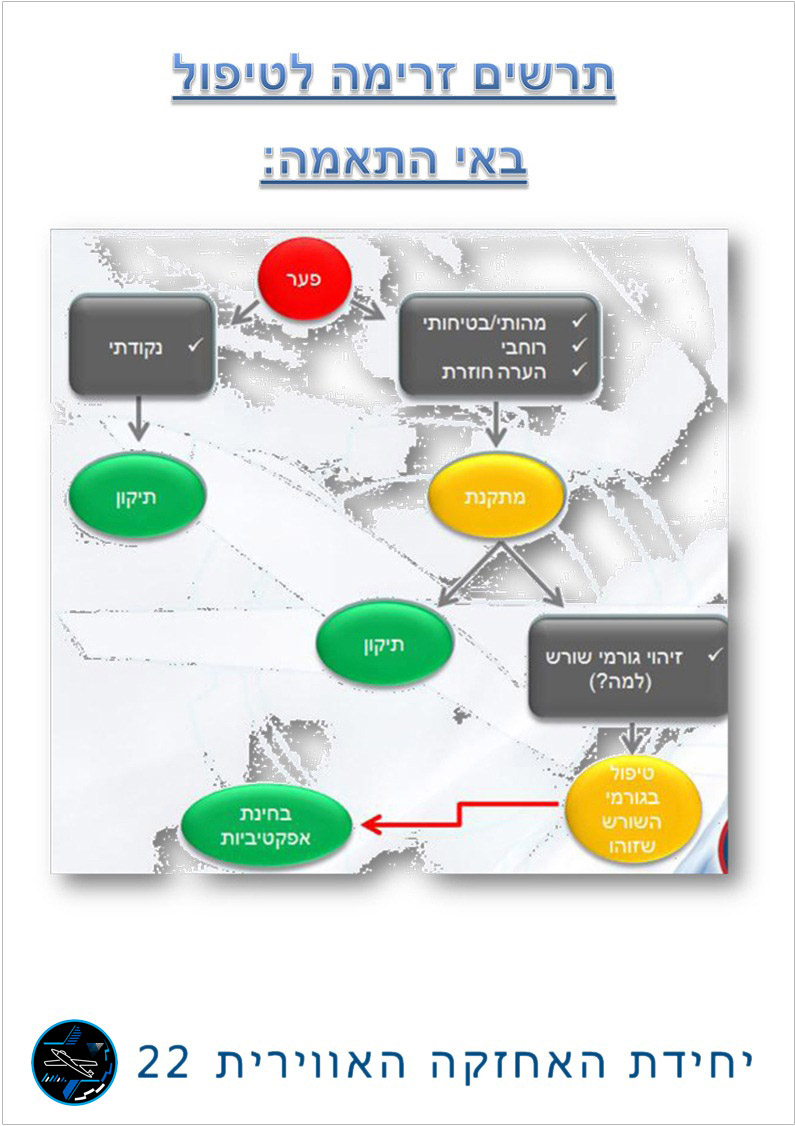 תרשים זרימה לטיפול
באי התאמה:
פער
✓ מהותי/בטיחותי
✓ רוחבי
✓ הערה חוזרת
✓ נקודתי
מתקנת
תיקון
תיקון
✓ זיהוי גורמי שורש
(למה?)
טיפול
בגורמי
השורש
שזוהו
בחינת
אפקטיביות
יחידת האחזקה האווירית 22